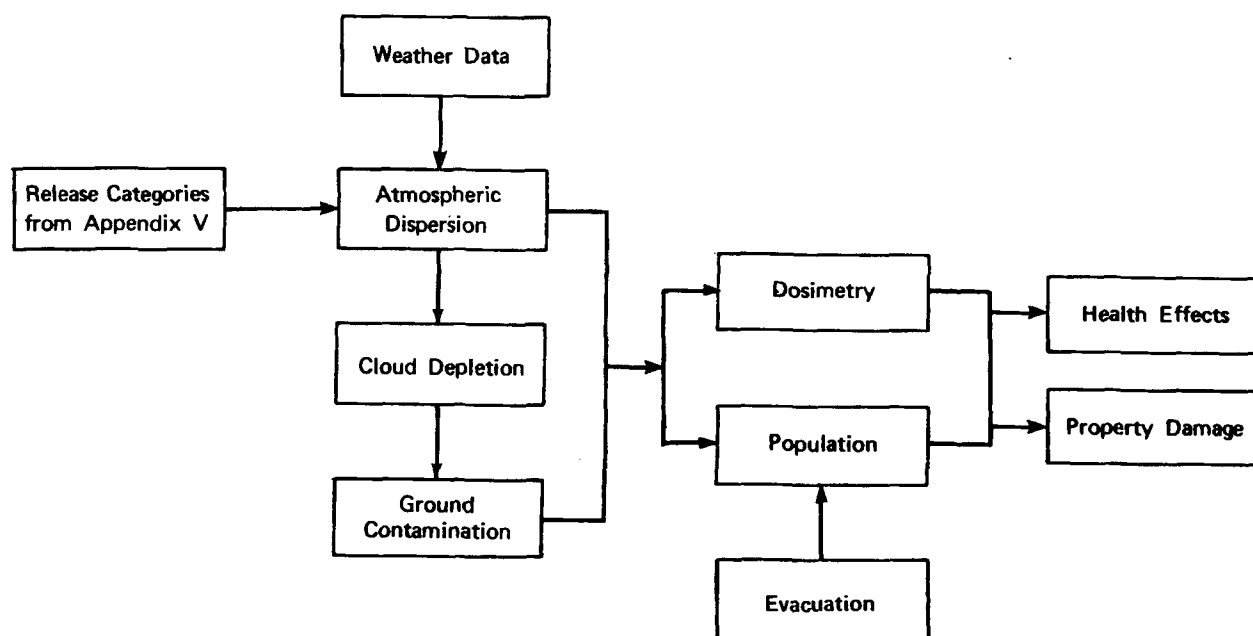 Weather Data
Release Categories
from Appendix V
Atmospheric
Dispersion
Cloud Depletion
Ground
Contamination
Dosimetry
Population
Evacuation
Health Effects
Property Damage